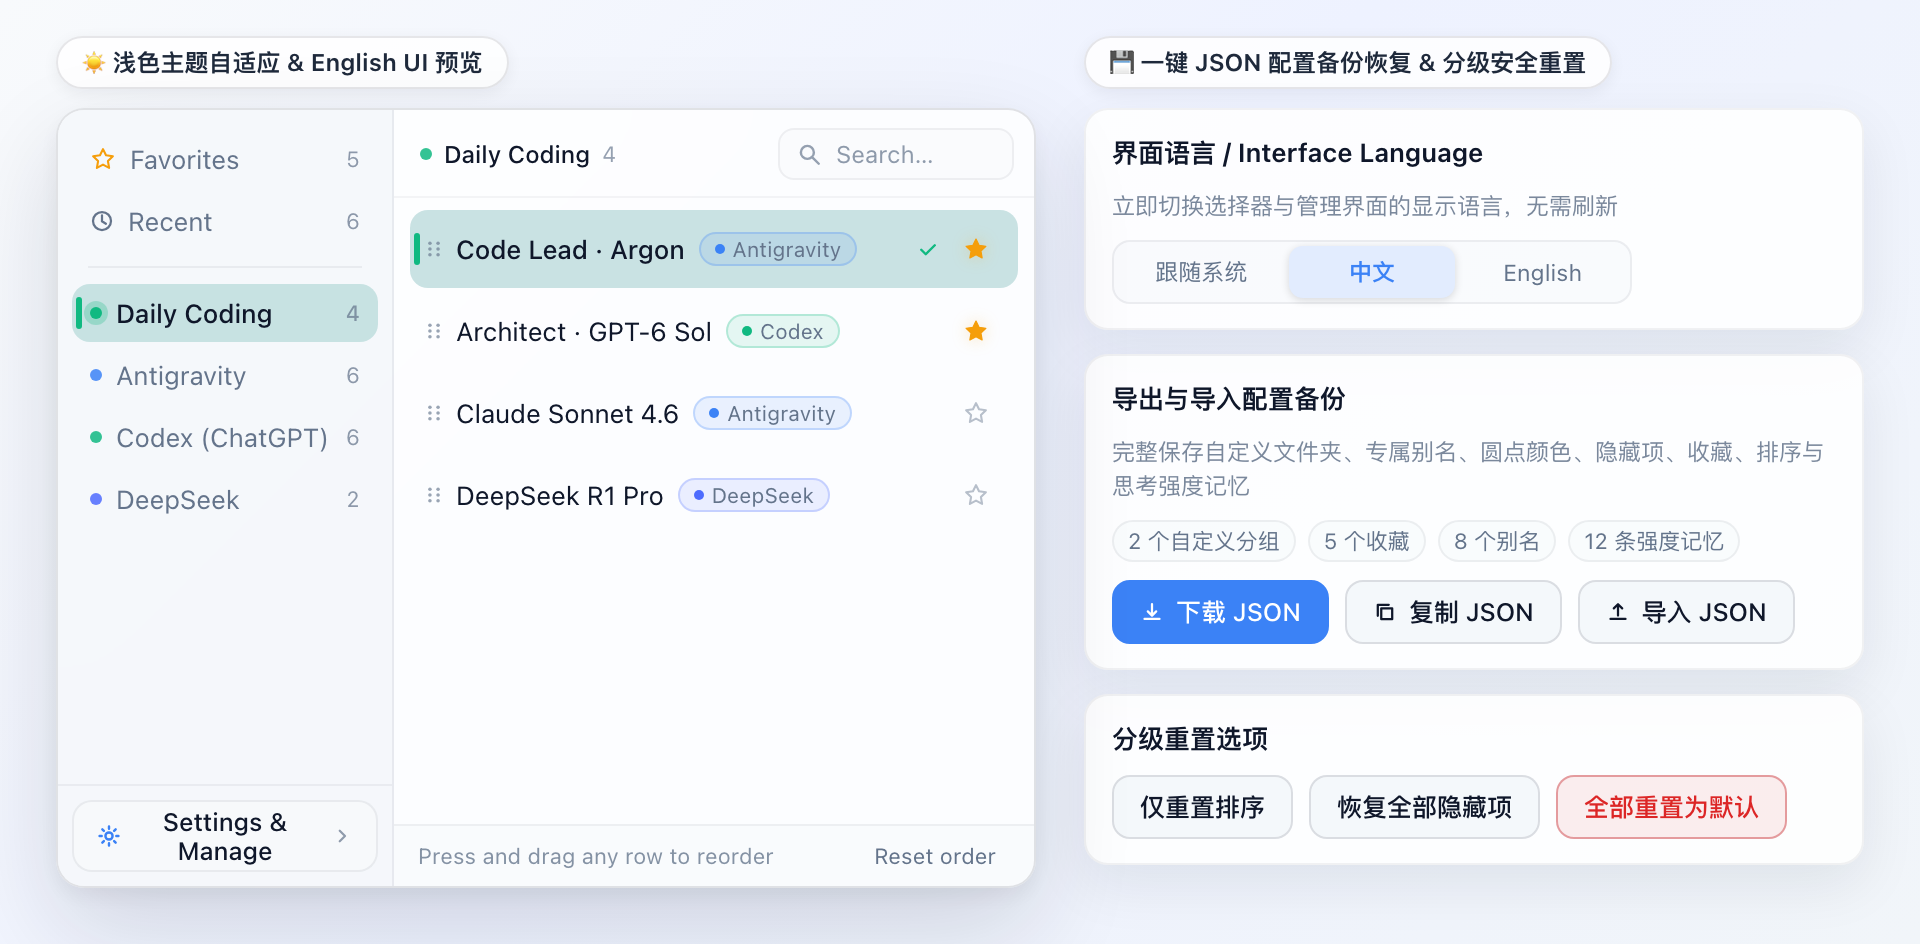 ☀️ 浅色主题自适应 & English UI 预览
Favorites 5
Recent 6
Daily Coding 4
Antigravity 6
Codex (ChatGPT) 6
DeepSeek 2
Settings &
Manage
Daily Coding 4
Search...
Code Lead · Argon Antigravity
Architect · GPT-6 Sol Codex
Claude Sonnet 4.6 Antigravity
DeepSeek R1 Pro DeepSeek
Press and drag any row to reorder Reset order
💾 一键 JSON 配置备份恢复 & 分级安全重置
界面语言 / Interface Language
立即切换选择器与管理界面的显示语言，无需刷新
跟随系统 中文 English
导出与导入配置备份
完整保存自定义文件夹、专属别名、圆点颜色、隐藏项、收藏、排序与
思考强度记忆
2 个自定义分组 5 个收藏 8 个别名 12 条强度记忆
下载 JSON 复制 JSON 导入 JSON
分级重置选项
仅重置排序 恢复全部隐藏项 全部重置为默认